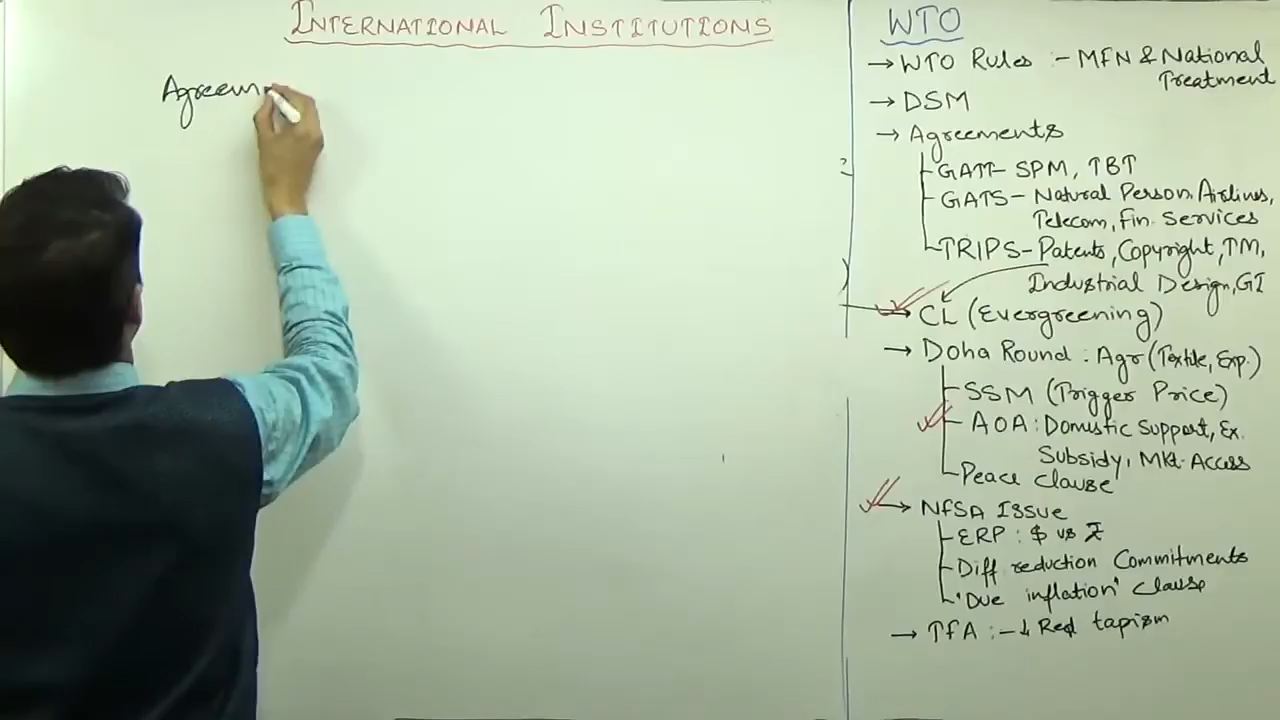 INTERNATIONAL INSTITUTIONS
Agreem
WTO
→ WTO Rules :- MFN & National
Treatment
→ DSM
→ Agreements
GATT- SPM, TBT
GATS- Natural Person, Airlines,
Telecom, Fin. Services
TRIPS- Patents, Copyright, TM,
Industrial Design, GI
CL (Evergreening)
→ Doha Round : Agr (Textile, Exp.)
SSM (Trigger Price)
AOA : Domestic Support, Ex.
Subsidy, Mkt. Access
Peace Clause
→ NFSA Issue
ERP : $ vs ₹
Diff reduction Commitments
'Due inflation' Clause
→ TFA :- ↓ Red tapism